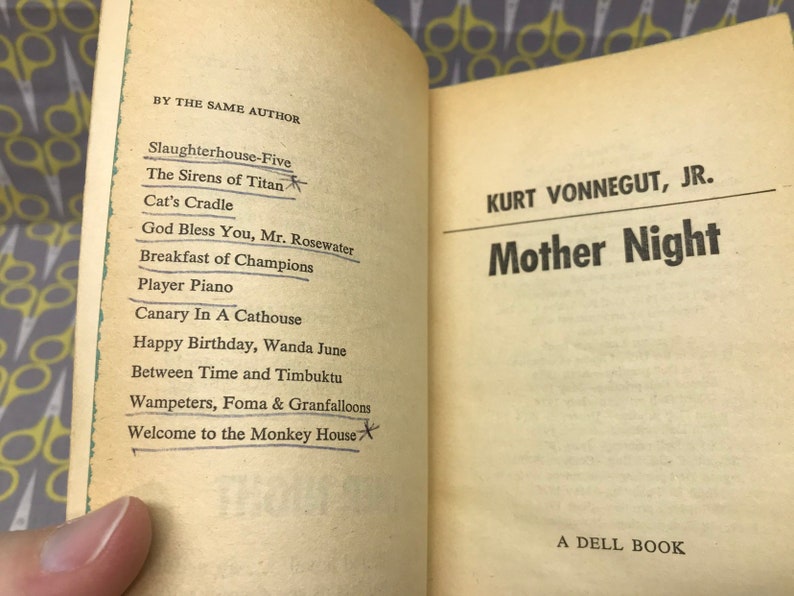 BY THE SAME AUTHOR
Slaughterhouse-Five
The Sirens of Titan
Cat's Cradle
God Bless You, Mr. Rosewater
Breakfast of Champions
Player Piano
Canary In A Cathouse
Happy Birthday, Wanda June
Between Time and Timbuktu
Wampeters, Foma & Granfalloons
Welcome to the Monkey House
KURT VONNEGUT, JR.
Mother Night
A DELL BOOK